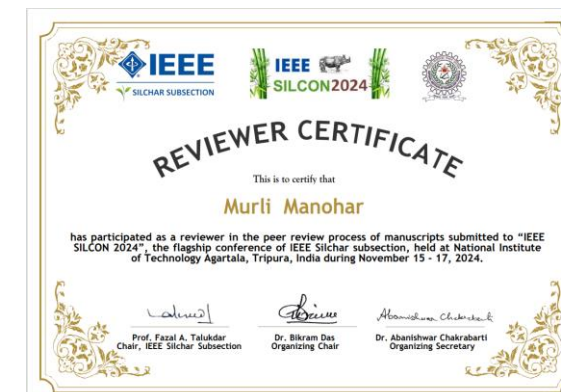 IEEE
SILCHAR SUBSECTION
IEEE
SILCON2024
REVIEWER CERTIFICATE
This is to certify that
Murli Manohar
has participated as a reviewer in the peer review process of manuscripts submitted to “IEEE
SILCON 2024”, the flagship conference of IEEE Silchar subsection, held at National Institute
of Technology Agartala, Tripura, India during November 15 - 17, 2024.
Abanishwar Chakrabarti
Prof. Fazal A. Talukdar
Chair, IEEE Silchar Subsection
Dr. Bikram Das
Organizing Chair
Dr. Abanishwar Chakrabarti
Organizing Secretary